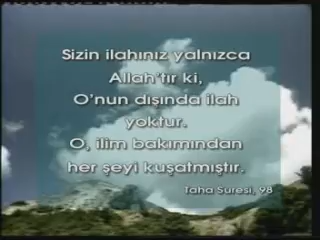 Sizin ilahınız yalnızca
Allah'tır ki,
O'nun dışında ilah
yoktur.
O, ilim bakımından
her şeyi kuşatmıştır.
Taha Suresi, 98